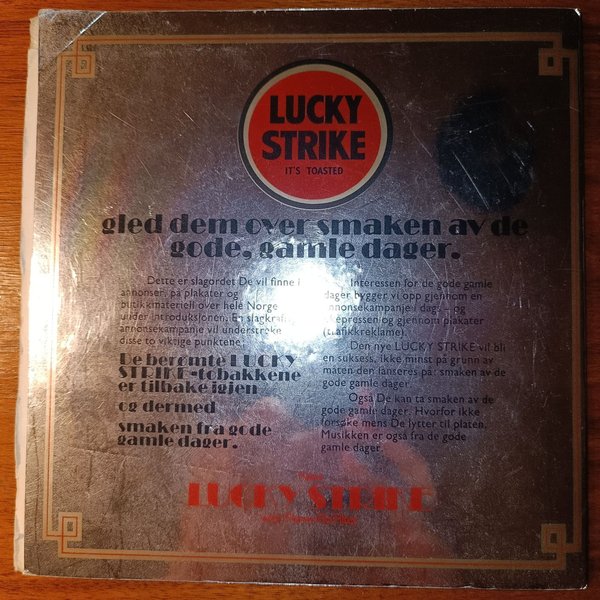 LUCKY
STRIKE
IT'S TOASTED
gled dem over smaken av de
gode, gamle dager.
Dette er slagordet De vil finne i
annonser, på plakater og
butikkmateriell over hele Norge
under introduksjonen. En slagkraftig
annonsekampanje vil understreke
disse to viktige punktene:
De berømte LUCKY
STRIKE-tobakkene
er tilbake igjen
og dermed
smaken fra gode
gamle dager.
Interessen for de gode gamle
dager bygger vi opp gjennom en
annonsekampanje i dag- og
ukepressen og gjennom plakater
(trafikkreklame).
Den nye LUCKY STRIKE vil bli
en suksess, ikke minst på grunn av
måten den lanseres på: smaken av de
gode gamle dager.
Også De kan ta smaken av de
gode gamle dager. Hvorfor ikke
forsøke mens De lytter til platen.
Musikken er også fra de gode
gamle dager.
LUCKY STRIKE